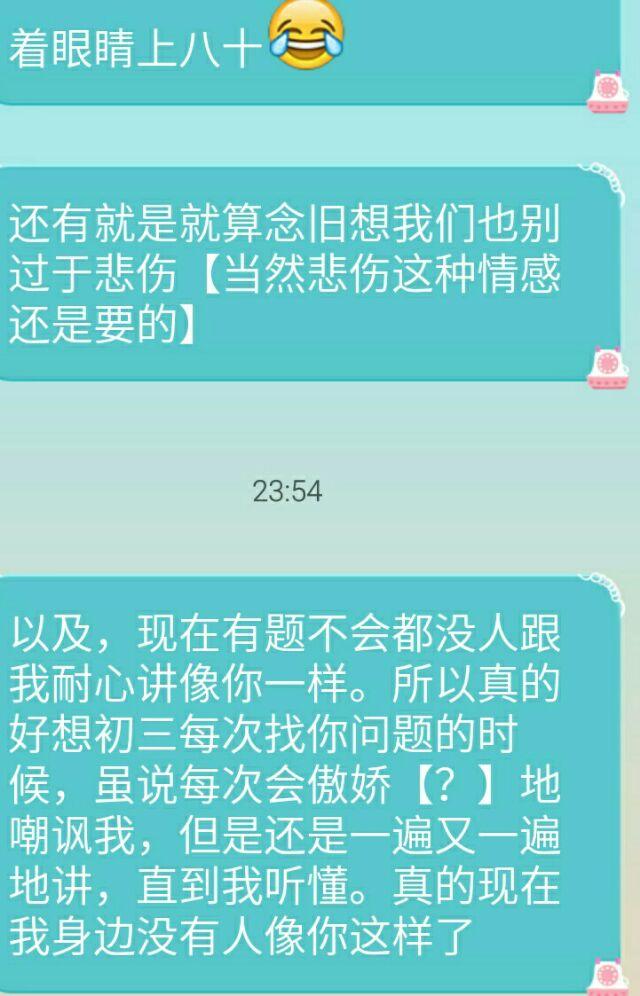 着眼睛上八十😂
还有就是就算念旧想我们也别
过于悲伤【当然悲伤这种情感
还是要的】
23:54
以及，现在有题不会都没人跟
我耐心讲像你一样。所以真的
好想初三每次找你问题的时
候，虽说每次会傲娇【？】地
嘲讽我，但是还是一遍又一遍
地讲，直到我听懂。真的现在
我身边没有人像你这样了